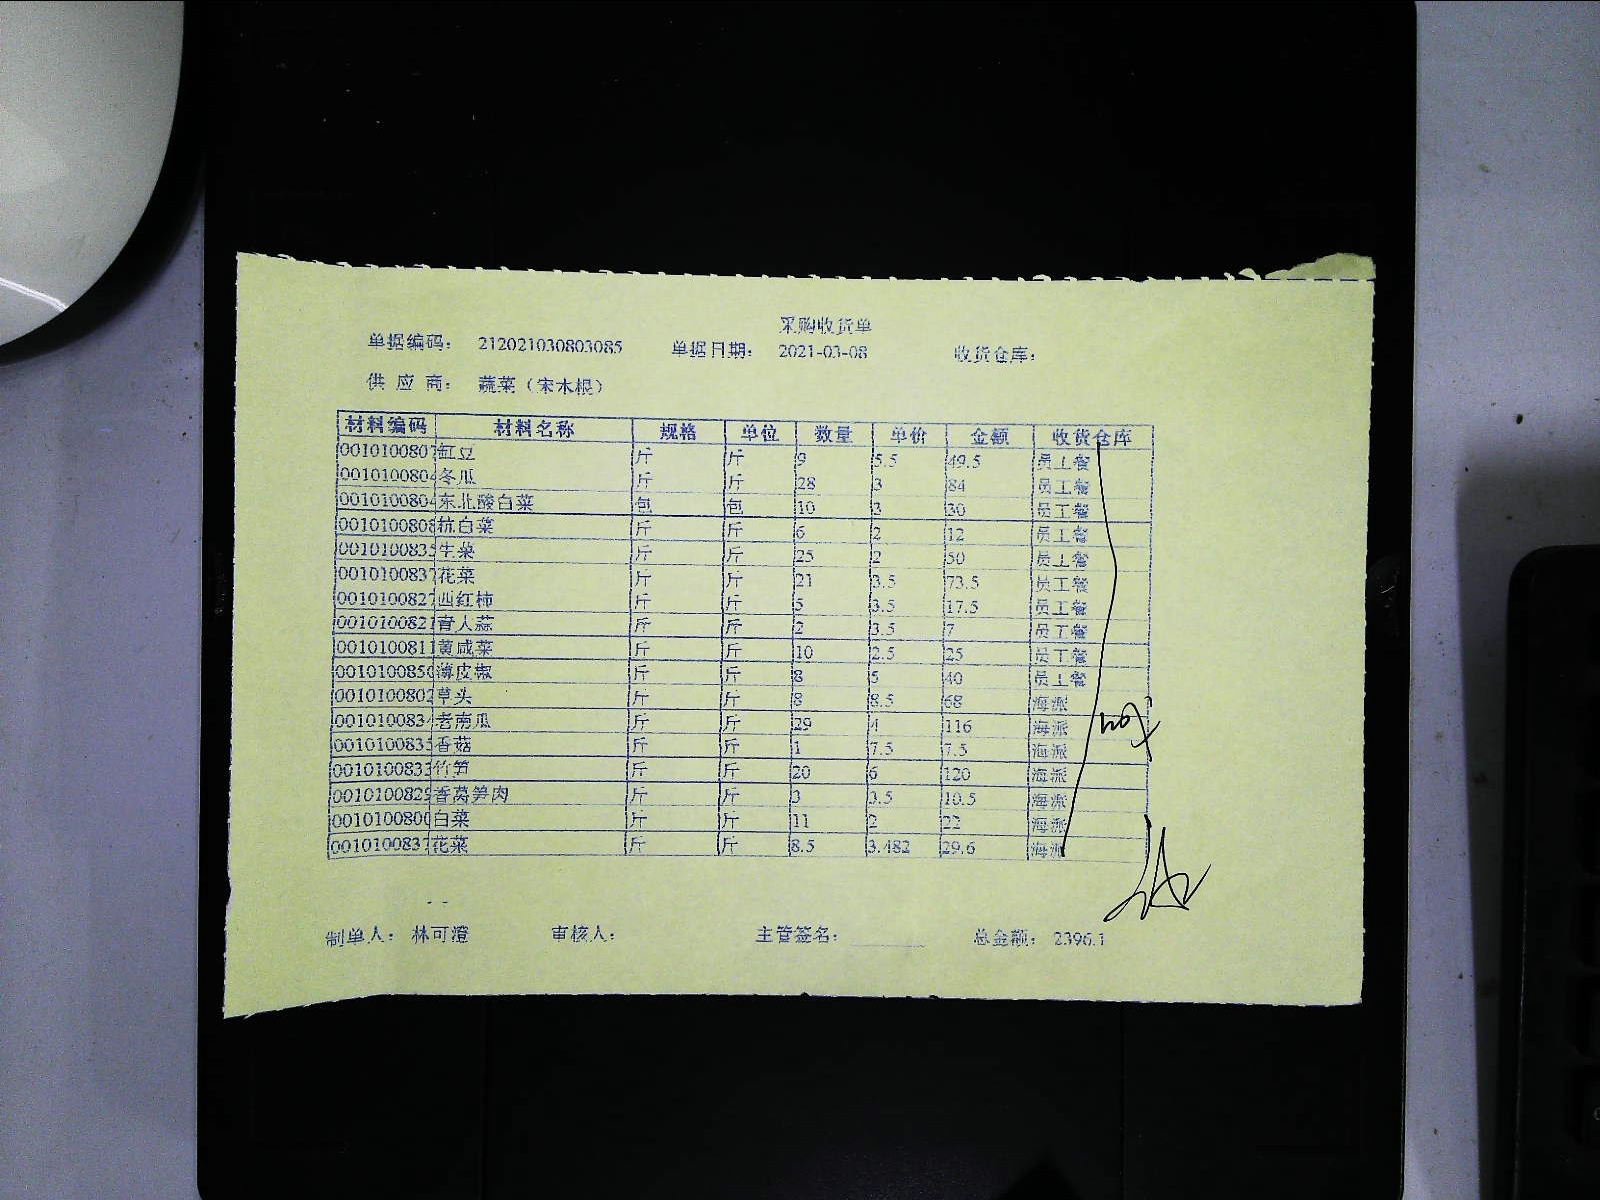 采购收货单
单据编码： 212021030803085 单据日期： 2021-03-08 收货仓库：
供 应 商： 蔬菜（宋木根）
材料编码 材料名称 规格 单位 数量 单价 金额 收货仓库
0010100807 缸豆 斤 斤 9 5.5 49.5 员工餐
0010100804 冬瓜 斤 斤 28 3 84 员工餐
0010100804 东北酸白菜 包 包 10 3 30 员工餐
0010100808 杭白菜 斤 斤 6 2 12 员工餐
0010100835 生菜 斤 斤 25 2 50 员工餐
0010100837 花菜 斤 斤 21 3.5 73.5 员工餐
0010100827 西红柿 斤 斤 5 3.5 17.5 员工餐
0010100821 青大蒜 斤 斤 2 3.5 7 员工餐
0010100811 黄咸菜 斤 斤 10 2.5 25 员工餐
0010100850 薄皮椒 斤 斤 8 5 40 员工餐
0010100802 草头 斤 斤 8 8.5 68 海派
0010100834 老南瓜 斤 斤 29 4 116 海派
0010100835 香菇 斤 斤 1 7.5 7.5 海派
0010100833 竹笋 斤 斤 20 6 120 海派
0010100829 香莴笋肉 斤 斤 3 3.5 10.5 海派
0010100800 白菜 斤 斤 11 2 22 海派
0010100837 花菜 斤 斤 8.5 3.482 29.6 海派
制单人： 林可澄 审核人： 主管签名： 总金额： 2396.1